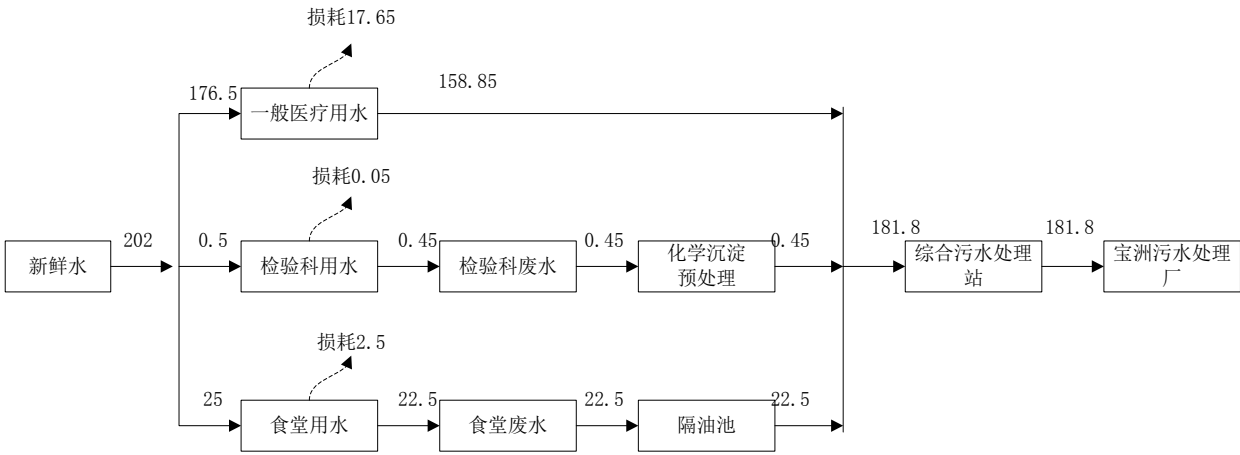 损耗17.65
176.5
158.85
一般医疗用水
损耗0.05
202
0.5
0.45
0.45
0.45
181.8
181.8
新鲜水
检验科用水
检验科废水
化学沉淀
预处理
综合污水处理
站
宝洲污水处理
厂
损耗2.5
25
22.5
22.5
22.5
食堂用水
食堂废水
隔油池